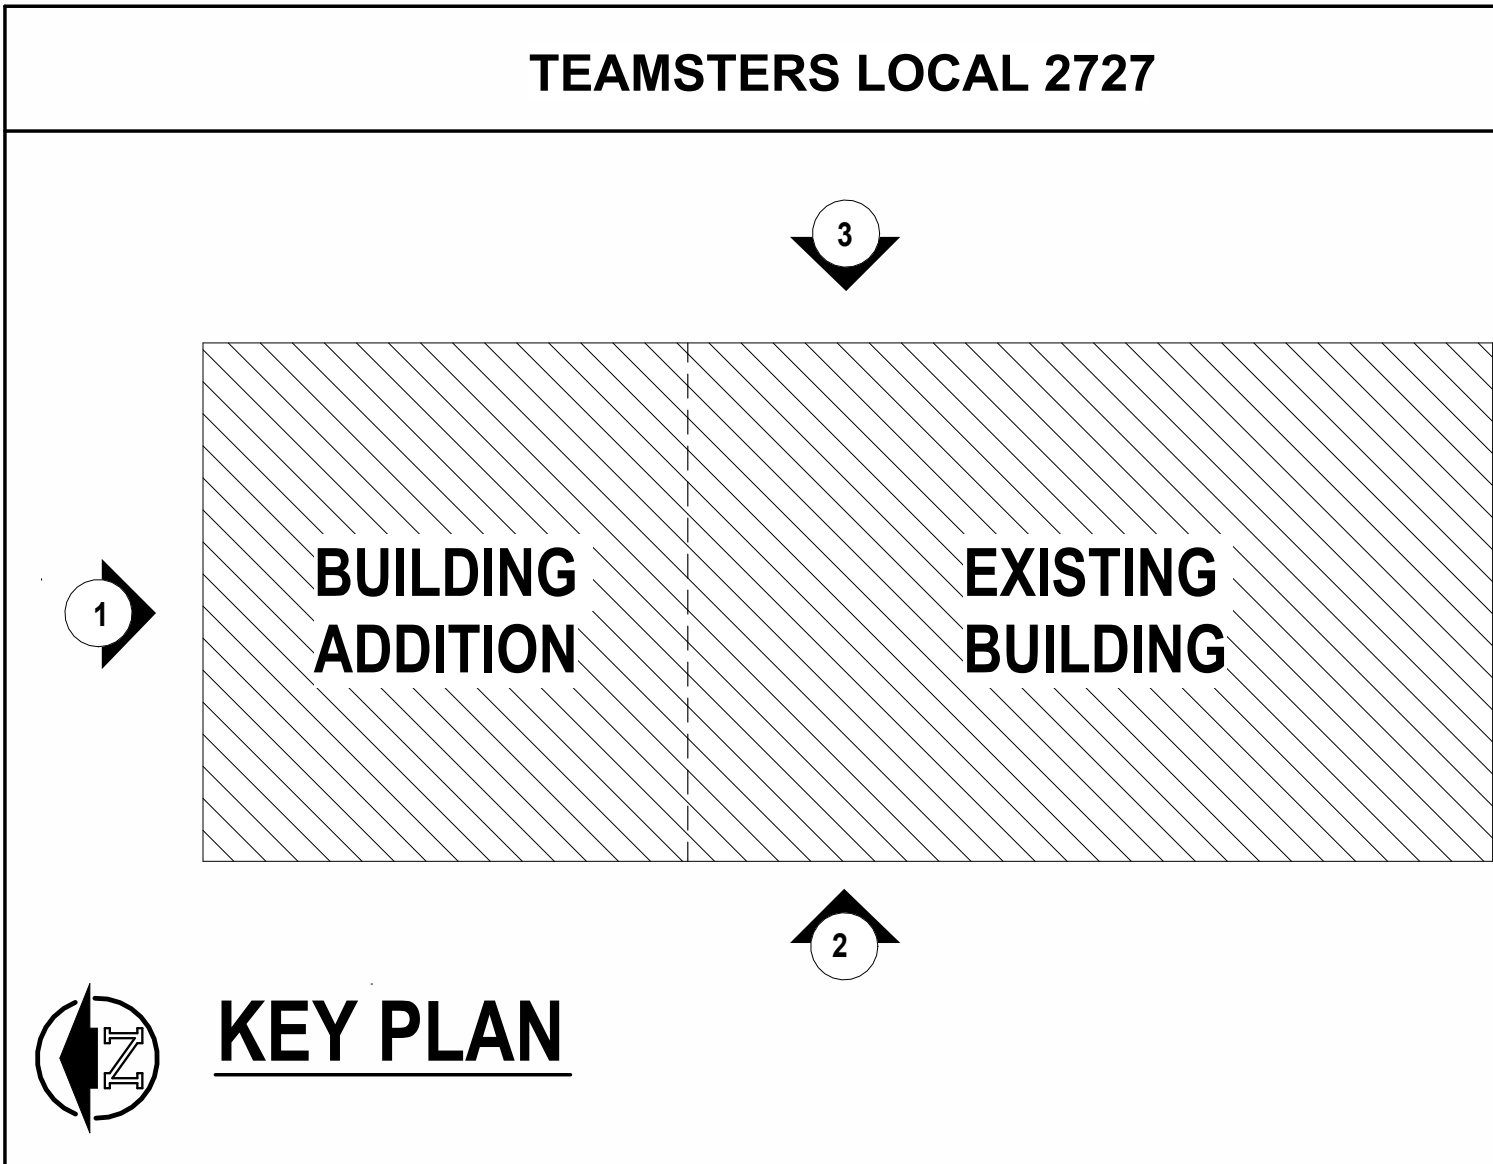 TEAMSTERS LOCAL 2727
3
BUILDING
ADDITION
EXISTING
BUILDING
1
2
N
KEY PLAN